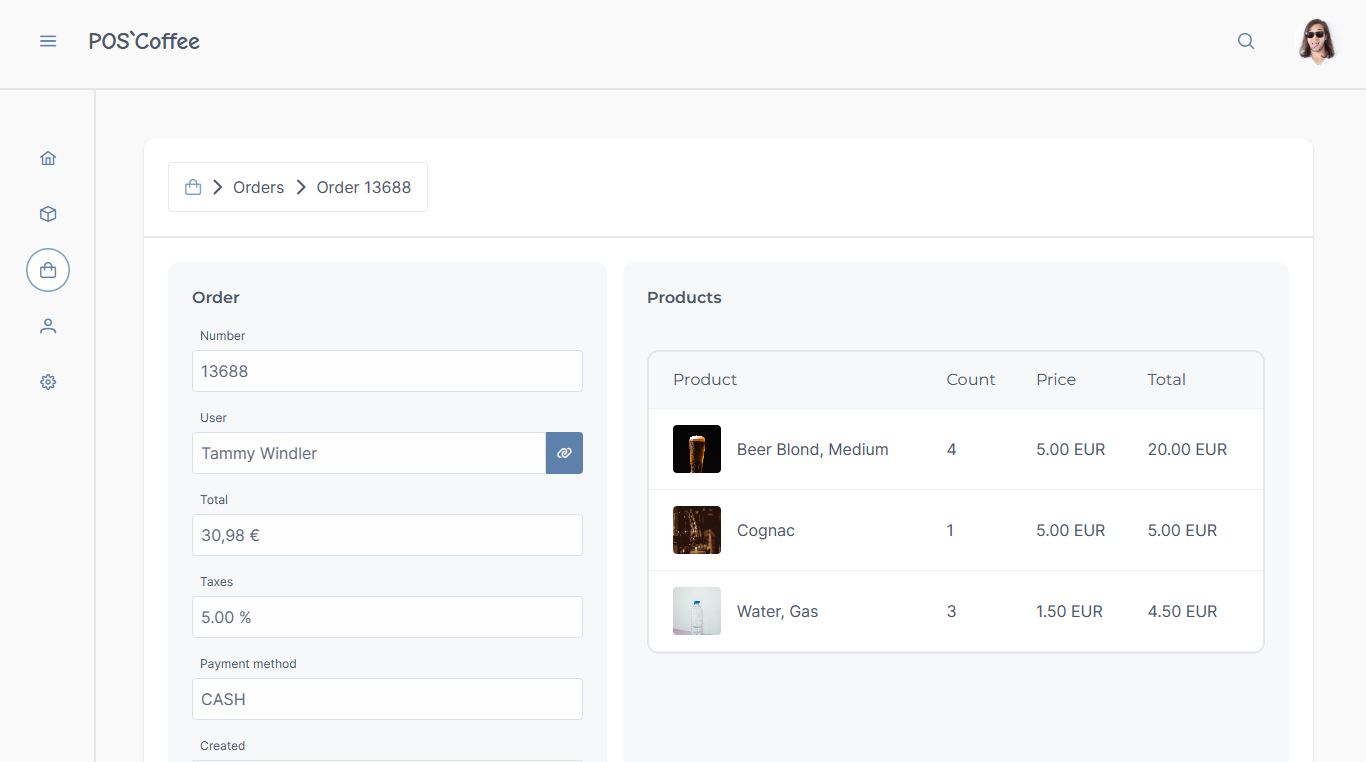 POS`Coffee
Orders Order 13688
Order
Number
13688
User
Tammy Windler
Total
30,98 €
Taxes
5.00 %
Payment method
CASH
Created
Products
Product Count Price Total
Beer Blond, Medium 4 5.00 EUR 20.00 EUR
Cognac 1 5.00 EUR 5.00 EUR
Water, Gas 3 1.50 EUR 4.50 EUR